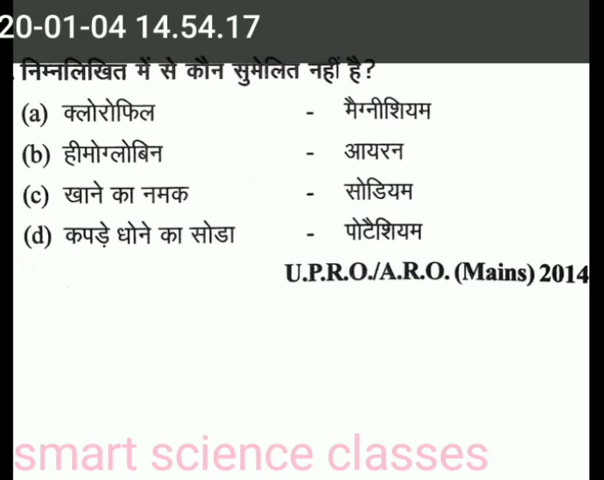 20-01-04 14.54.17
निम्नलिखित में से कौन सुमेलित नहीं है?
(a) क्लोरोफिल - मैग्नीशियम
(b) हीमोग्लोबिन - आयरन
(c) खाने का नमक - सोडियम
(d) कपड़े धोने का सोडा - पोटैशियम
U.P.R.O./A.R.O. (Mains) 2014
smart science classes